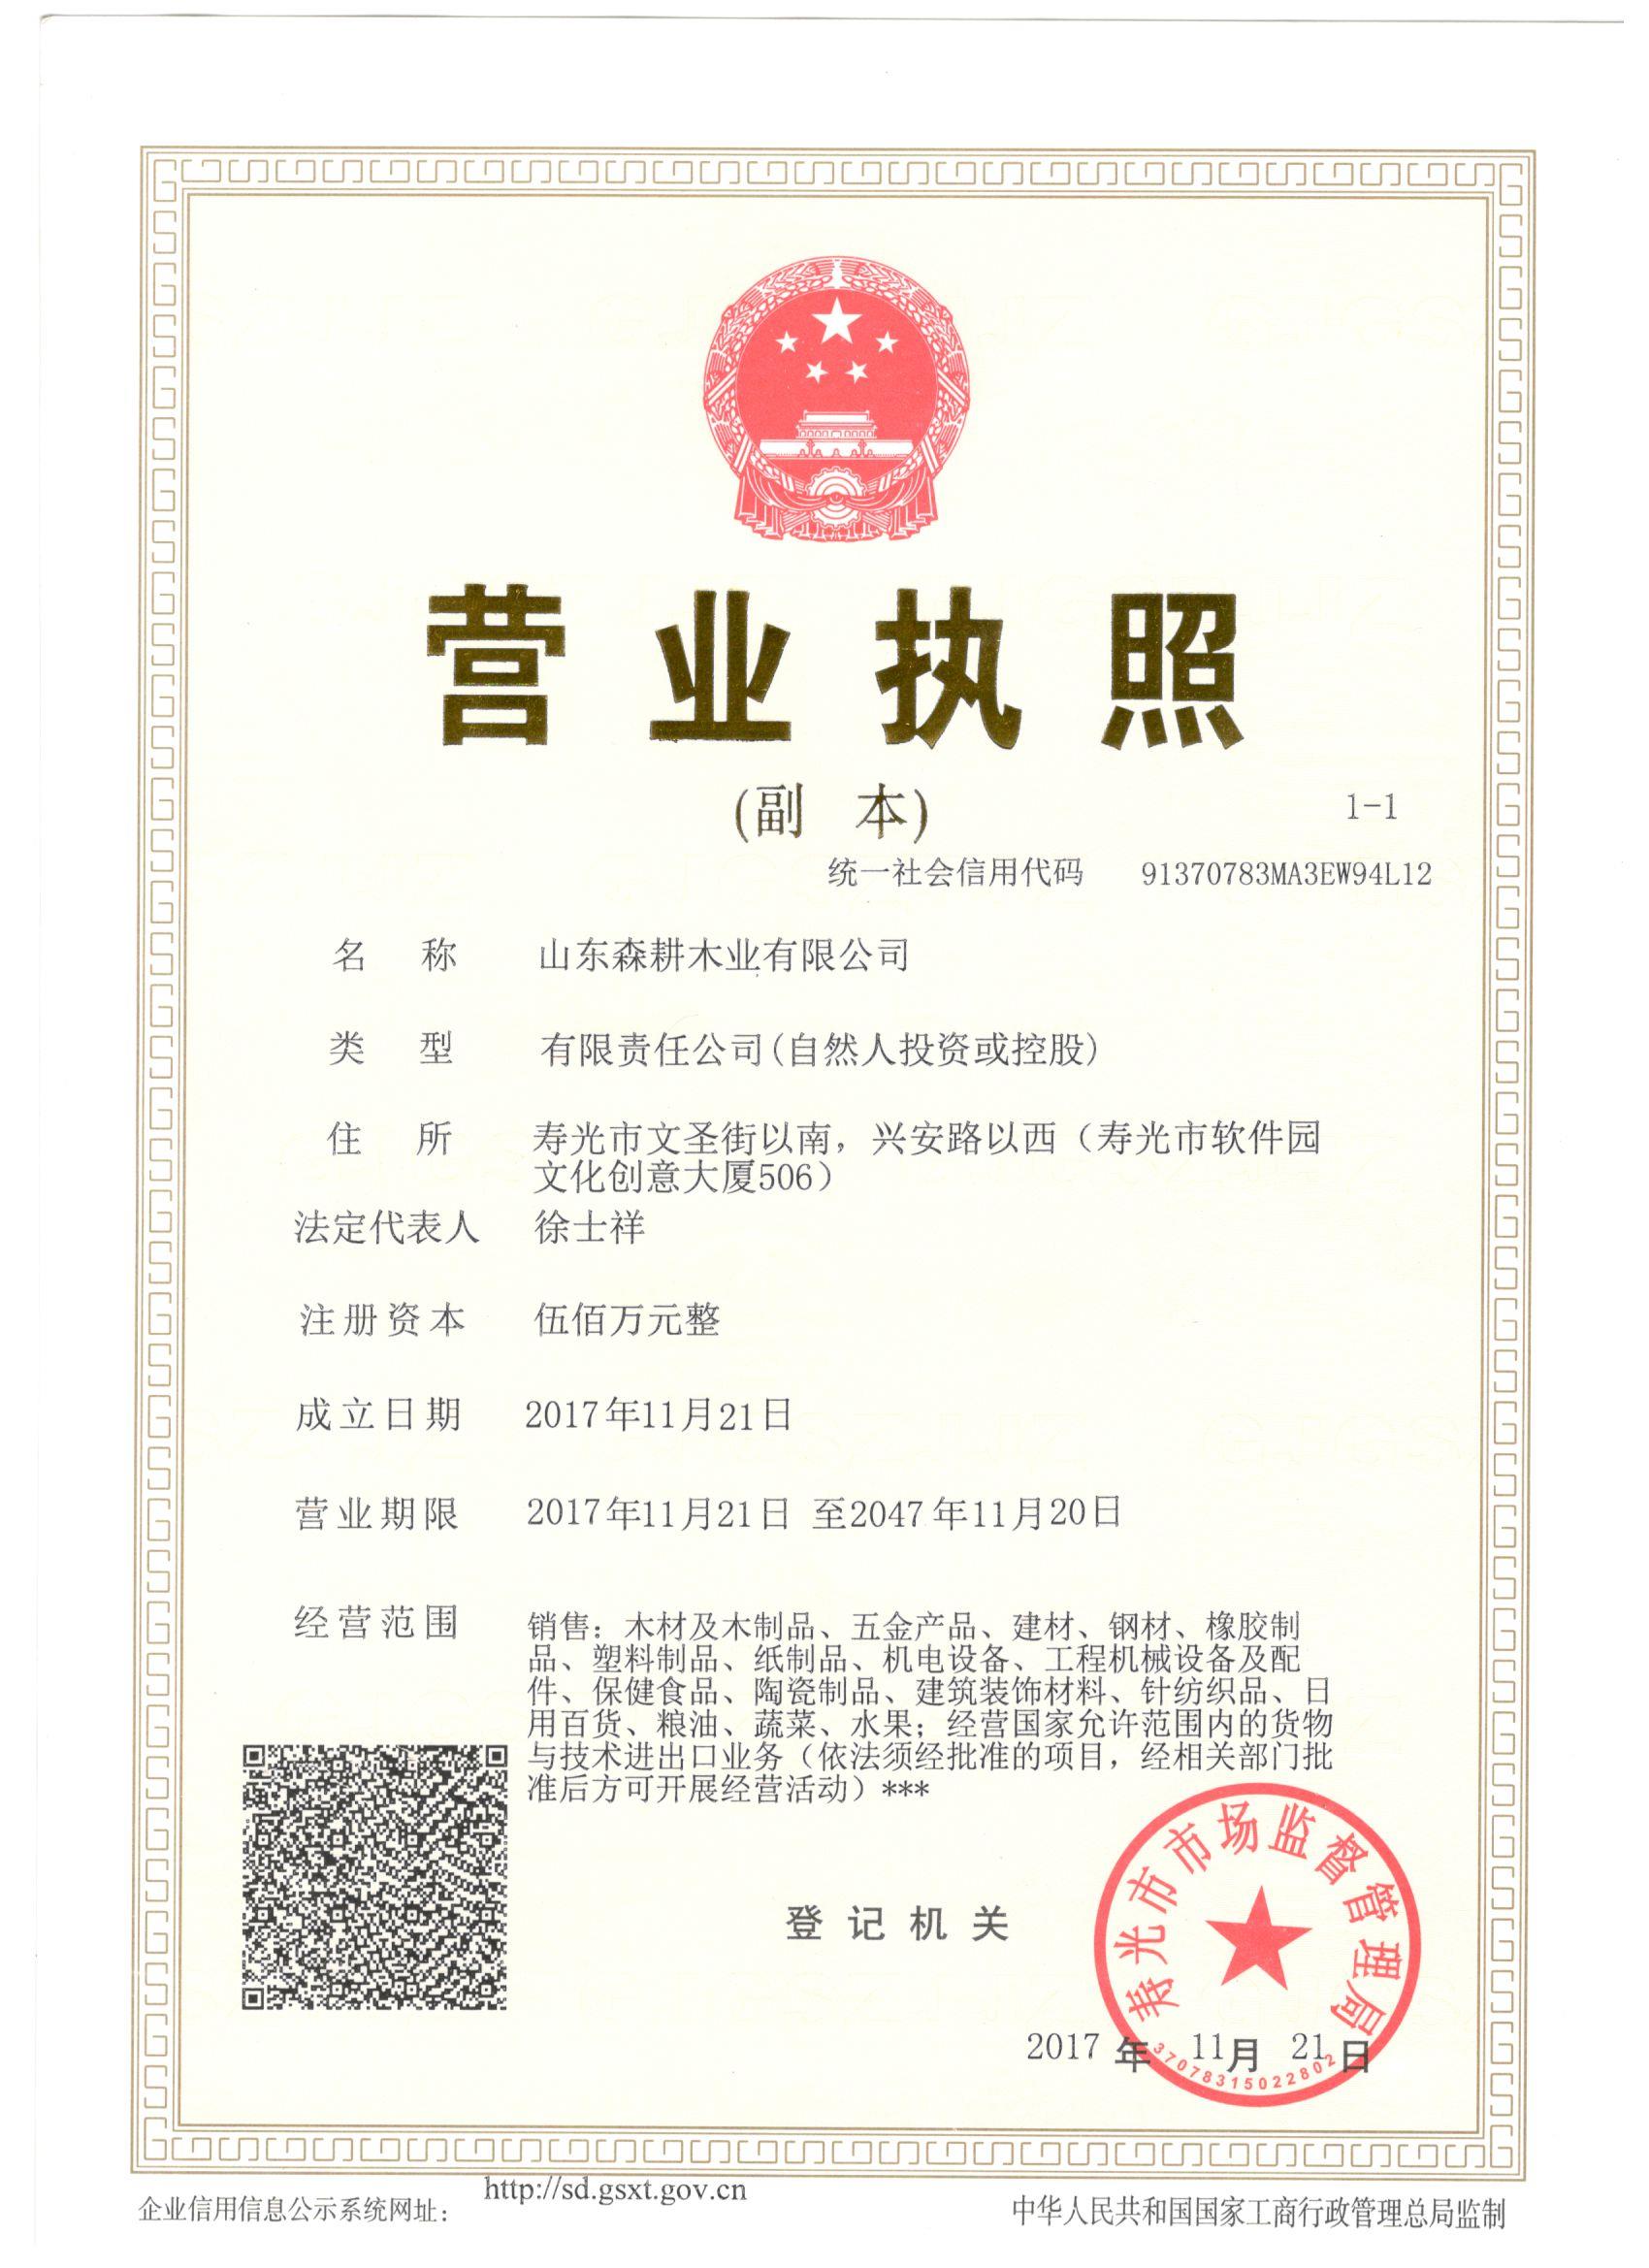 营业执照
(副 本)
1-1
统一社会信用代码 91370783MA3EW94L12
名 称 山东森耕木业有限公司
类 型 有限责任公司(自然人投资或控股)
住 所 寿光市文圣街以南，兴安路以西（寿光市软件园
文化创意大厦506）
法定代表人 徐士祥
注册资本 伍佰万元整
成立日期 2017年11月21日
营业期限 2017年11月21日 至2047年11月20日
经营范围 销售：木材及木制品、五金产品、建材、钢材、橡胶制
品、塑料制品、纸制品、机电设备、工程机械设备及配
件、保健食品、陶瓷制品、建筑装饰材料、针纺织品、日
用百货、粮油、蔬菜、水果；经营国家允许范围内的货物
与技术进出口业务（依法须经批准的项目，经相关部门批
准后方可开展经营活动）***
登记机关
寿光市市场监督管理局
3707831502280​2
2017 年 11月 21日
企业信用信息公示系统网址： http://sd.gsxt.gov.cn
中华人民共和国国家工商行政管理总局监制